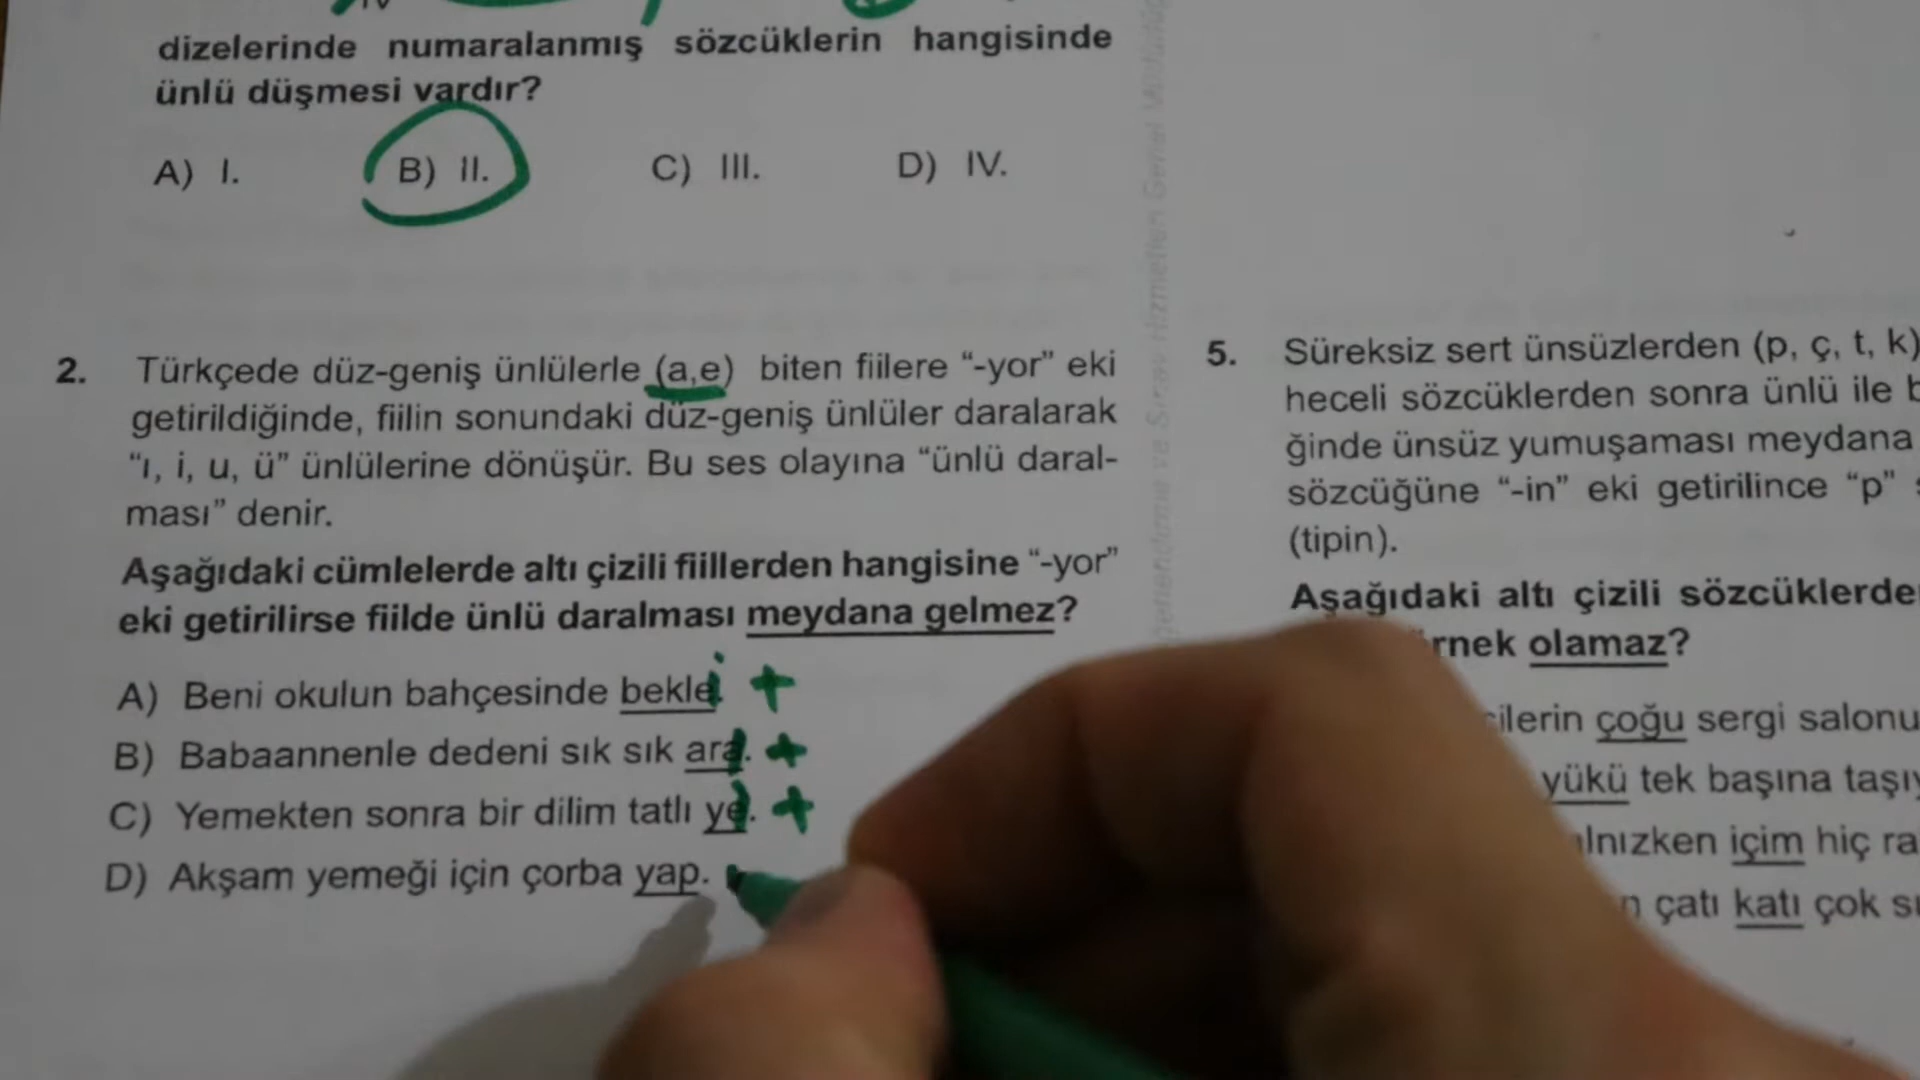 IV
dizelerinde numaralanmış sözcüklerin hangisinde
ünlü düşmesi vardır?
A) I. B) II. C) III. D) IV.
2. Türkçede düz-geniş ünlülerle (a,e) biten fiilere “-yor” eki
getirildiğinde, fiilin sonundaki düz-geniş ünlüler daralarak
“ı, i, u, ü” ünlülerine dönüşür. Bu ses olayına “ünlü daral-
ması” denir.
Aşağıdaki cümlelerde altı çizili fiillerden hangisine “-yor”
eki getirilirse fiilde ünlü daralması meydana gelmez?
A) Beni okulun bahçesinde bekle. i +
B) Babaannenle dedeni sık sık ara. ı +
C) Yemekten sonra bir dilim tatlı ye. i +
D) Akşam yemeği için çorba yap.
ve Sınav Hizmetleri Genel
5. Süreksiz sert ünsüzlerden (p, ç, t, k)
heceli sözcüklerden sonra ünlü ile
ğinde ünsüz yumuşaması meydana
sözcüğüne “-in” eki getirilince “p”
(tipin).
Aşağıdaki altı çizili sözcüklerde
rnek olamaz?
çoğu sergi salonu
yükü tek başına
içim hiç
çatı katı çok